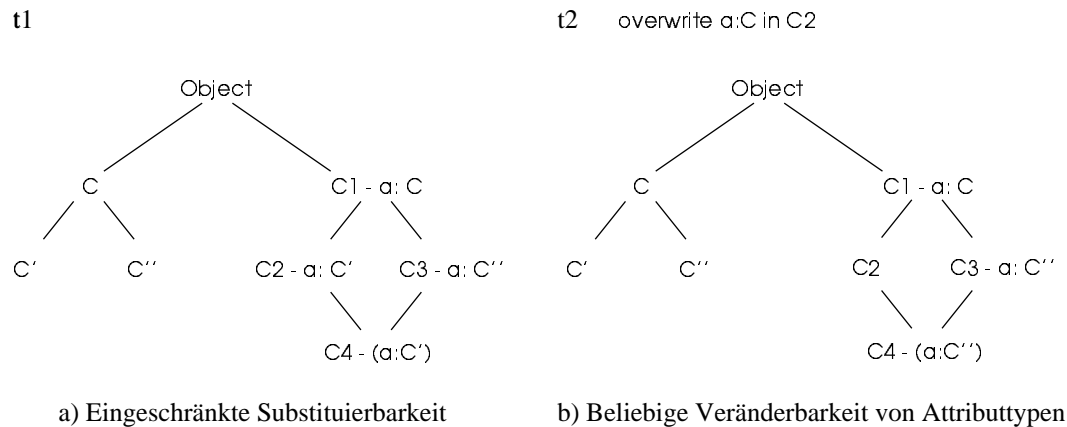 t1
t2 overwrite a:C in C2
Object
Object
C
C1 - a: C
C
C1 - a: C
C'
C''
C2 - a: C'
C3 - a: C''
C'
C''
C2
C3 - a: C''
C4 - (a:C')
C4 - (a:C'')
a) Eingeschränkte Substituierbarkeit
b) Beliebige Veränderbarkeit von Attributtypen